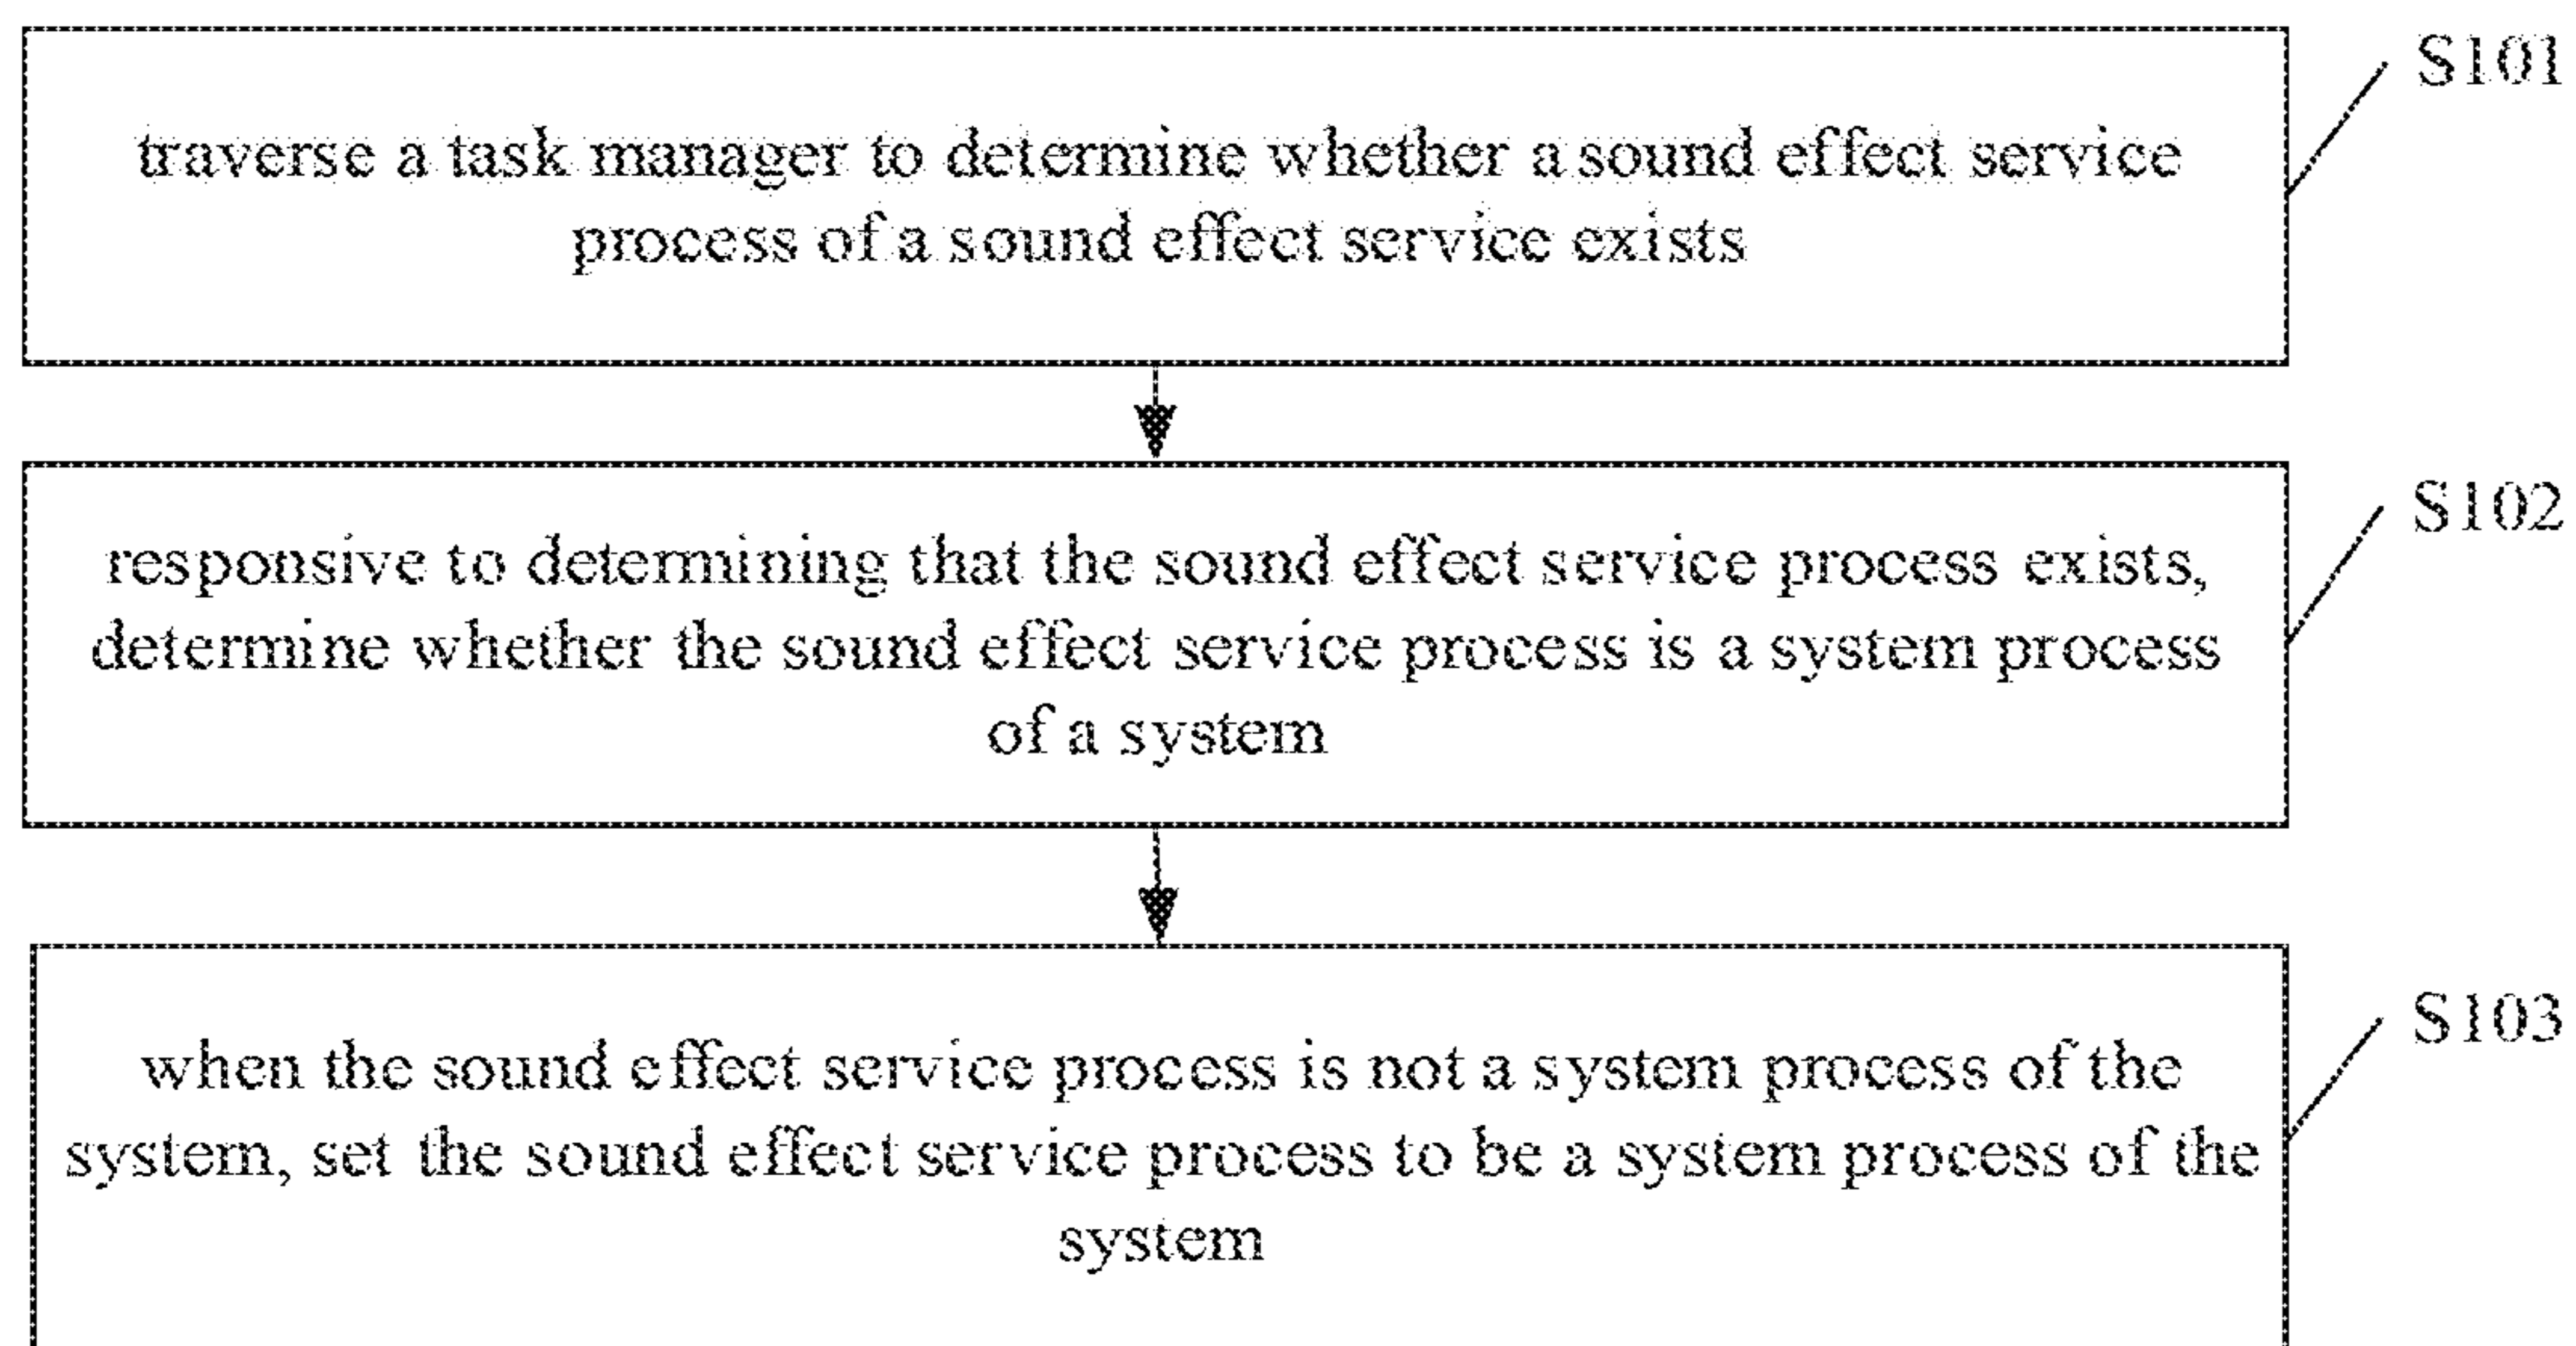 S101
traverse a task manager to determine whether a sound effect service
process of a sound effect service exists
S102
responsive to determining that the sound effect service process exists,
determine whether the sound effect service process is a system process
of a system
S103
when the sound effect service process is not a system process of the
system, set the sound effect service process to be a system process of the
system